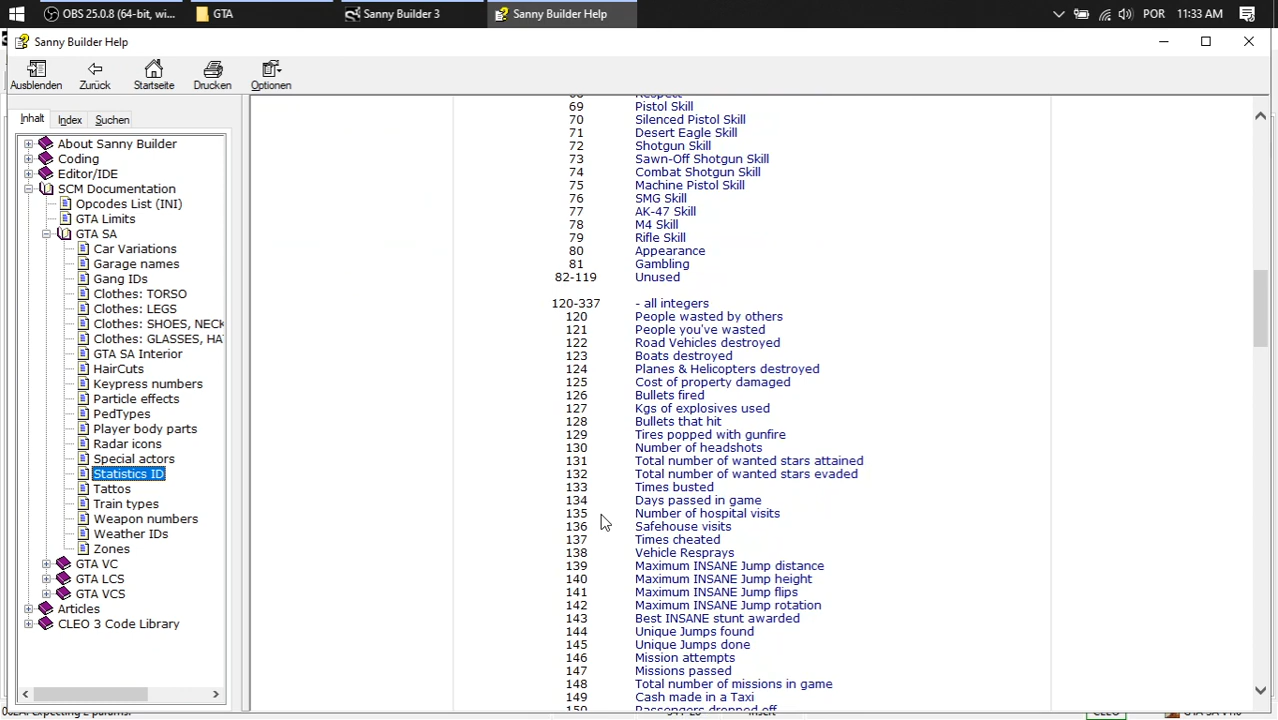 OBS 25.0.8 (64-bit, wi...
GTA
Sanny Builder 3
Sanny Builder Help
POR
11:33 AM
Sanny Builder Help
Ausblenden
Zurück
Startseite
Drucken
Optionen
Inhalt
Index
Suchen
About Sanny Builder
Coding
Editor/IDE
SCM Documentation
Opcodes List (INI)
GTA Limits
GTA SA
Car Variations
Garage names
Gang IDs
Clothes: TORSO
Clothes: LEGS
Clothes: SHOES, NECK
Clothes: GLASSES, HA
GTA SA Interior
HairCuts
Keypress numbers
Particle effects
PedTypes
Player body parts
Radar icons
Special actors
Statistics ID
Tattos
Train types
Weapon numbers
Weather IDs
Zones
GTA VC
GTA LCS
GTA VCS
Articles
CLEO 3 Code Library
68 Respect
69 Pistol Skill
70 Silenced Pistol Skill
71 Desert Eagle Skill
72 Shotgun Skill
73 Sawn-Off Shotgun Skill
74 Combat Shotgun Skill
75 Machine Pistol Skill
76 SMG Skill
77 AK-47 Skill
78 M4 Skill
79 Rifle Skill
80 Appearance
81 Gambling
82-119 Unused
120-337 - all integers
120 People wasted by others
121 People you've wasted
122 Road Vehicles destroyed
123 Boats destroyed
124 Planes & Helicopters destroyed
125 Cost of property damaged
126 Bullets fired
127 Kgs of explosives used
128 Bullets that hit
129 Tires popped with gunfire
130 Number of headshots
131 Total number of wanted stars attained
132 Total number of wanted stars evaded
133 Times busted
134 Days passed in game
135 Number of hospital visits
136 Safehouse visits
137 Times cheated
138 Vehicle Resprays
139 Maximum INSANE Jump distance
140 Maximum INSANE Jump height
141 Maximum INSANE Jump flips
142 Maximum INSANE Jump rotation
143 Best INSANE stunt awarded
144 Unique Jumps found
145 Unique Jumps done
146 Mission attempts
147 Missions passed
148 Total number of missions in game
149 Cash made in a Taxi
150 Passengers dropped off